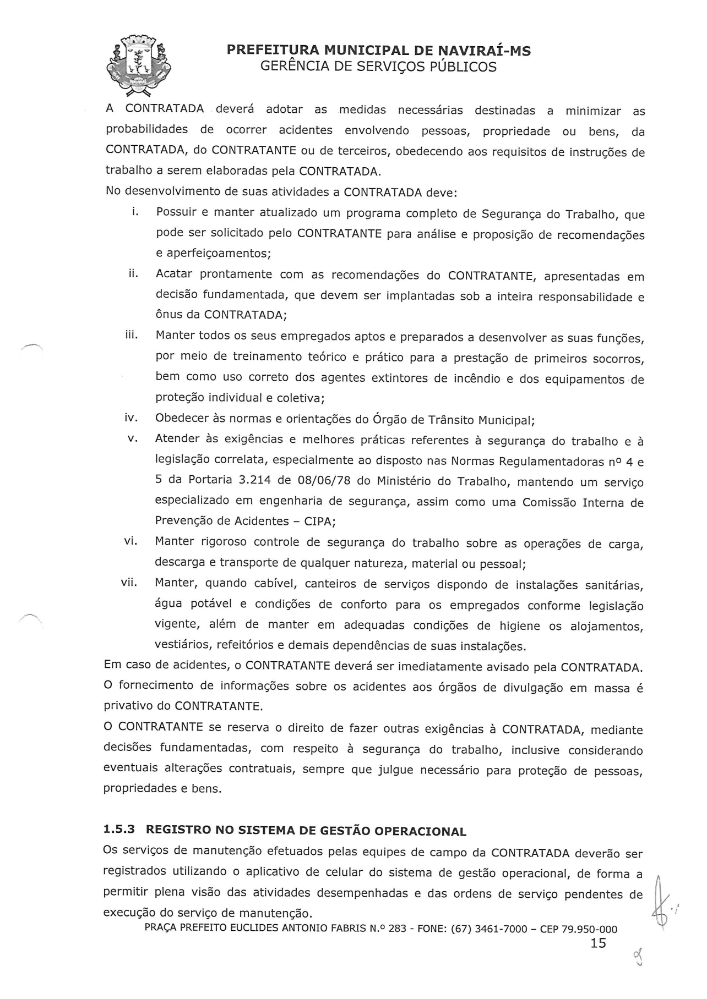 PREFEITURA MUNICIPAL DE NAVIRAÍ-MS
GERÊNCIA DE SERVIÇOS PÚBLICOS
NAVIRAÍ
A CONTRATADA deverá adotar as medidas necessárias destinadas a minimizar as
probabilidades de ocorrer acidentes envolvendo pessoas, propriedade ou bens, da
CONTRATADA, do CONTRATANTE ou de terceiros, obedecendo aos requisitos de instruções de
trabalho a serem elaboradas pela CONTRATADA.
No desenvolvimento de suas atividades a CONTRATADA deve:
i. Possuir e manter atualizado um programa completo de Segurança do Trabalho, que
pode ser solicitado pelo CONTRATANTE para análise e proposição de recomendações
e aperfeiçoamentos;
ii. Acatar prontamente com as recomendações do CONTRATANTE, apresentadas em
decisão fundamentada, que devem ser implantadas sob a inteira responsabilidade e
ônus da CONTRATADA;
iii. Manter todos os seus empregados aptos e preparados a desenvolver as suas funções,
por meio de treinamento teórico e prático para a prestação de primeiros socorros,
bem como uso correto dos agentes extintores de incêndio e dos equipamentos de
proteção individual e coletiva;
iv. Obedecer às normas e orientações do Órgão de Trânsito Municipal;
v. Atender às exigências e melhores práticas referentes à segurança do trabalho e à
legislação correlata, especialmente ao disposto nas Normas Regulamentadoras nº 4 e
5 da Portaria 3.214 de 08/06/78 do Ministério do Trabalho, mantendo um serviço
especializado em engenharia de segurança, assim como uma Comissão Interna de
Prevenção de Acidentes – CIPA;
vi. Manter rigoroso controle de segurança do trabalho sobre as operações de carga,
descarga e transporte de qualquer natureza, material ou pessoal;
vii. Manter, quando cabível, canteiros de serviços dispondo de instalações sanitárias,
água potável e condições de conforto para os empregados conforme legislação
vigente, além de manter em adequadas condições de higiene os alojamentos,
vestiários, refeitórios e demais dependências de suas instalações.
Em caso de acidentes, o CONTRATANTE deverá ser imediatamente avisado pela CONTRATADA.
O fornecimento de informações sobre os acidentes aos órgãos de divulgação em massa é
privativo do CONTRATANTE.
O CONTRATANTE se reserva o direito de fazer outras exigências à CONTRATADA, mediante
decisões fundamentadas, com respeito à segurança do trabalho, inclusive considerando
eventuais alterações contratuais, sempre que julgue necessário para proteção de pessoas,
propriedades e bens.
1.5.3 REGISTRO NO SISTEMA DE GESTÃO OPERACIONAL
Os serviços de manutenção efetuados pelas equipes de campo da CONTRATADA deverão ser
registrados utilizando o aplicativo de celular do sistema de gestão operacional, de forma a
permitir plena visão das atividades desempenhadas e das ordens de serviço pendentes de
execução do serviço de manutenção.
PRAÇA PREFEITO EUCLIDES ANTONIO FABRIS N.º 283 - FONE: (67) 3461-7000 – CEP 79.950-000
15